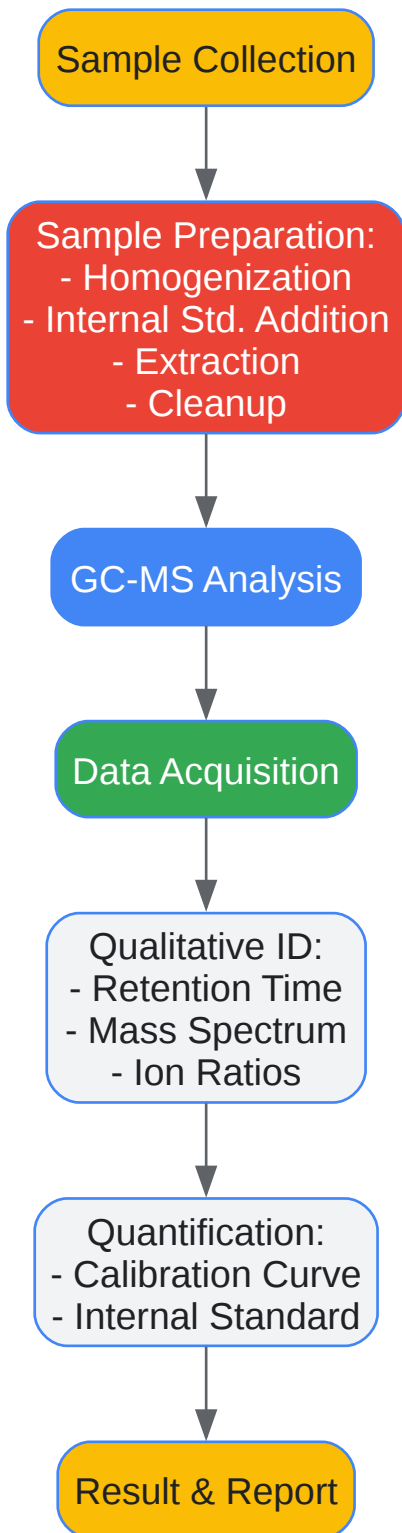 Sample Collection
Sample Preparation:
- Homogenization
- Internal Std. Addition
- Extraction
- Cleanup
GC-MS Analysis
Data Acquisition
Qualitative ID:
- Retention Time
- Mass Spectrum
- Ion Ratios
Quantification:
- Calibration Curve
- Internal Standard
Result & Report